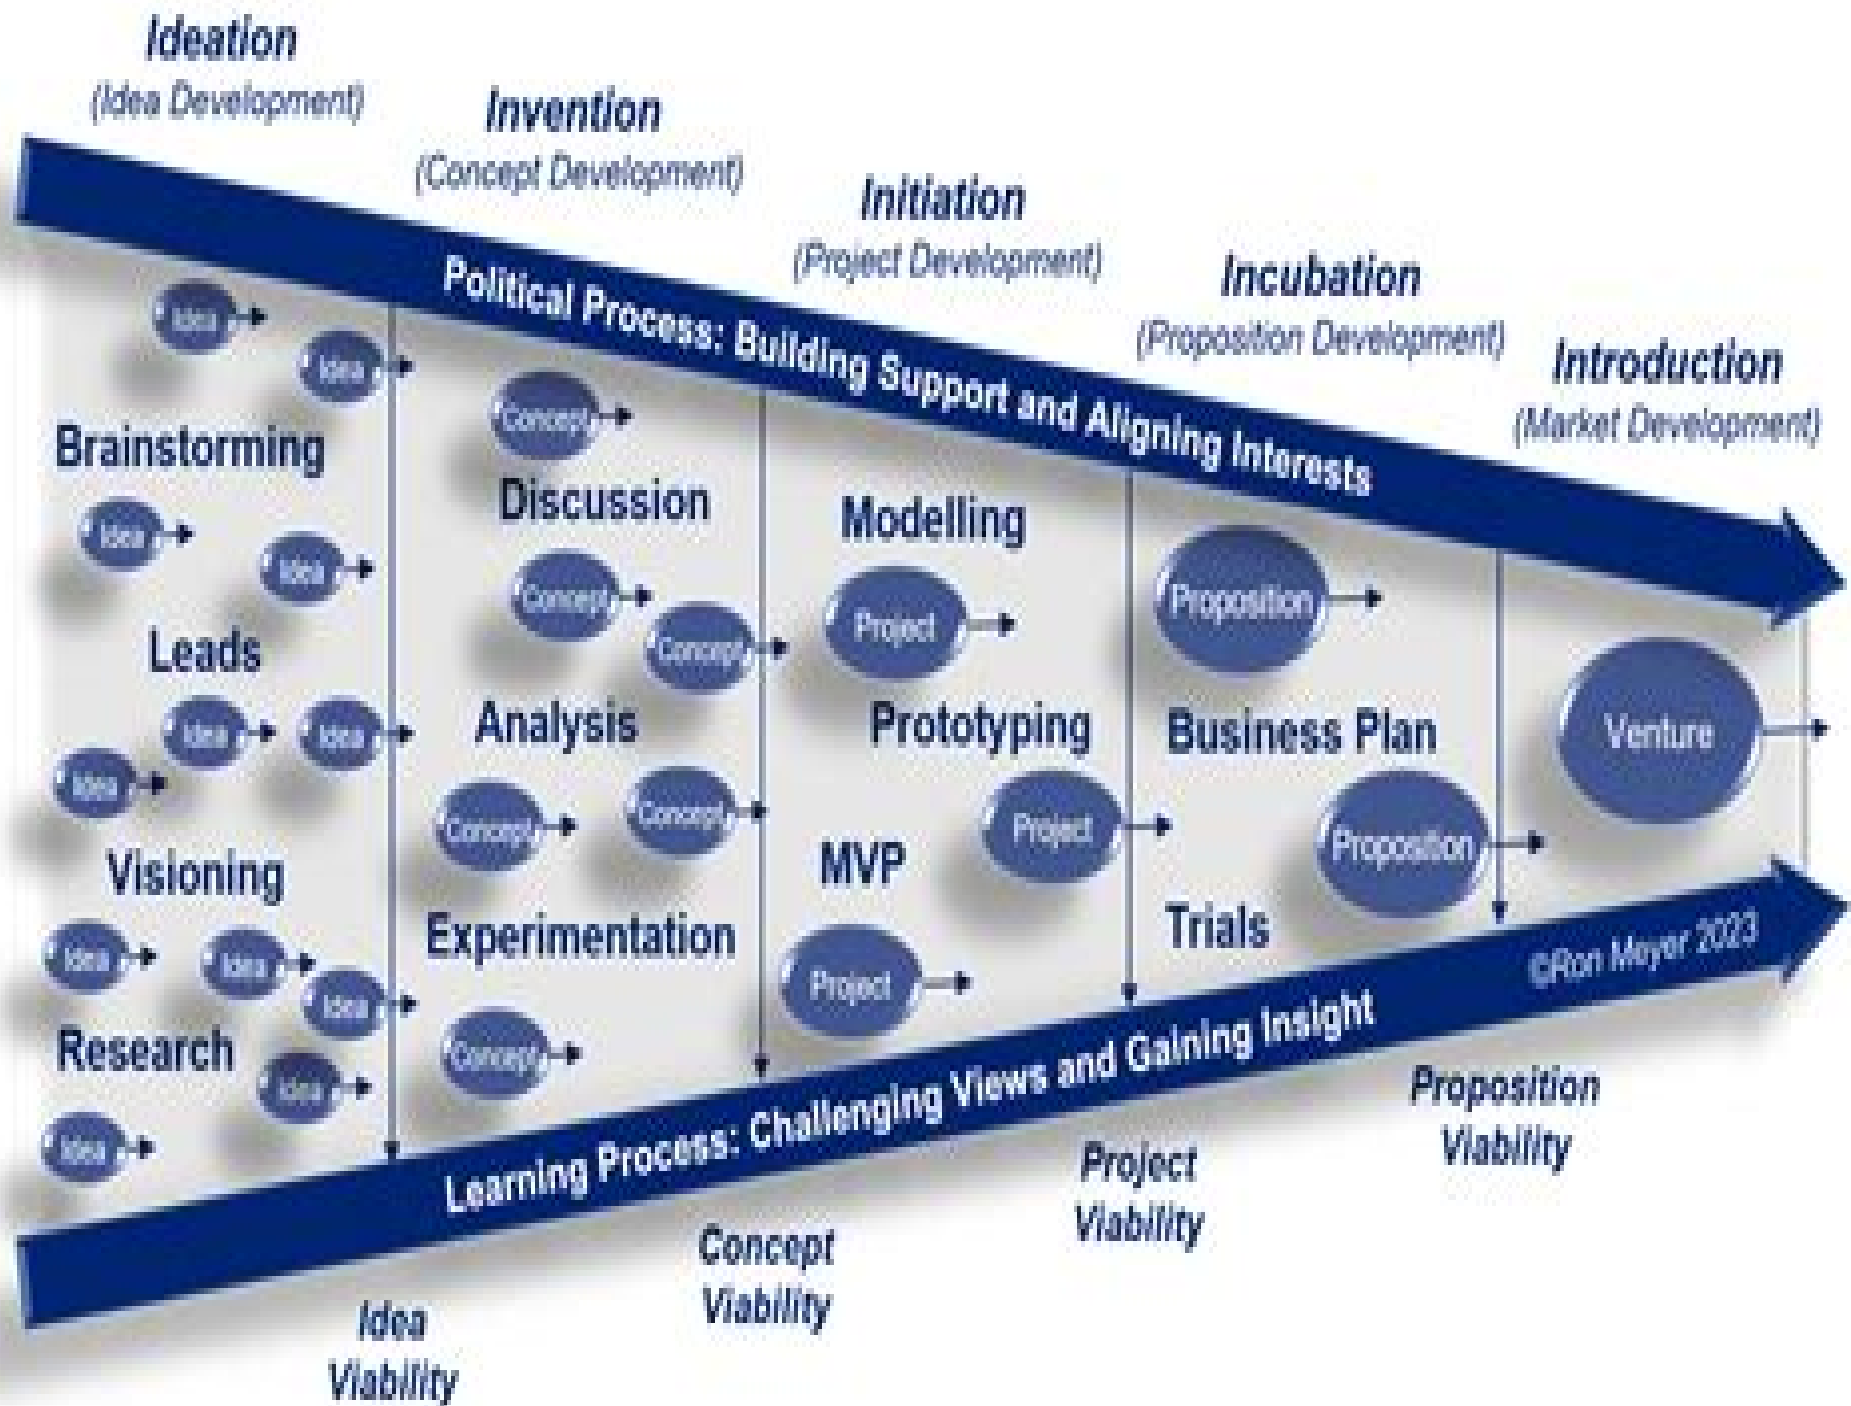 Ideation
(Idea Development)
Invention
(Concept Development)
Initiation
(Project Development)
Incubation
(Proposition Development)
Introduction
(Market Development)
Political Process: Building Support and Aligning Interests
Idea
Idea
Brainstorming
Idea
Idea
Leads
Idea
Idea
Idea
Visioning
Idea
Idea
Idea
Research
Idea
Idea
Concept
Discussion
Concept
Concept
Analysis
Concept
Concept
Experimentation
Concept
Modelling
Project
Prototyping
Project
MVP
Project
Proposition
Business Plan
Proposition
Trials
Venture
©Ron Meyer 2023
Learning Process: Challenging Views and Gaining Insight
Idea
Viability
Concept
Viability
Project
Viability
Proposition
Viability